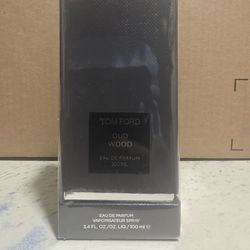 TOM FORD
OUD
WOOD
EAU DE PARFUM
100 ML
EAU DE PARFUM
VAPORISATEUR SPRAY
3.4 FL. OZ./OZ. LIQ./100 ml ℮